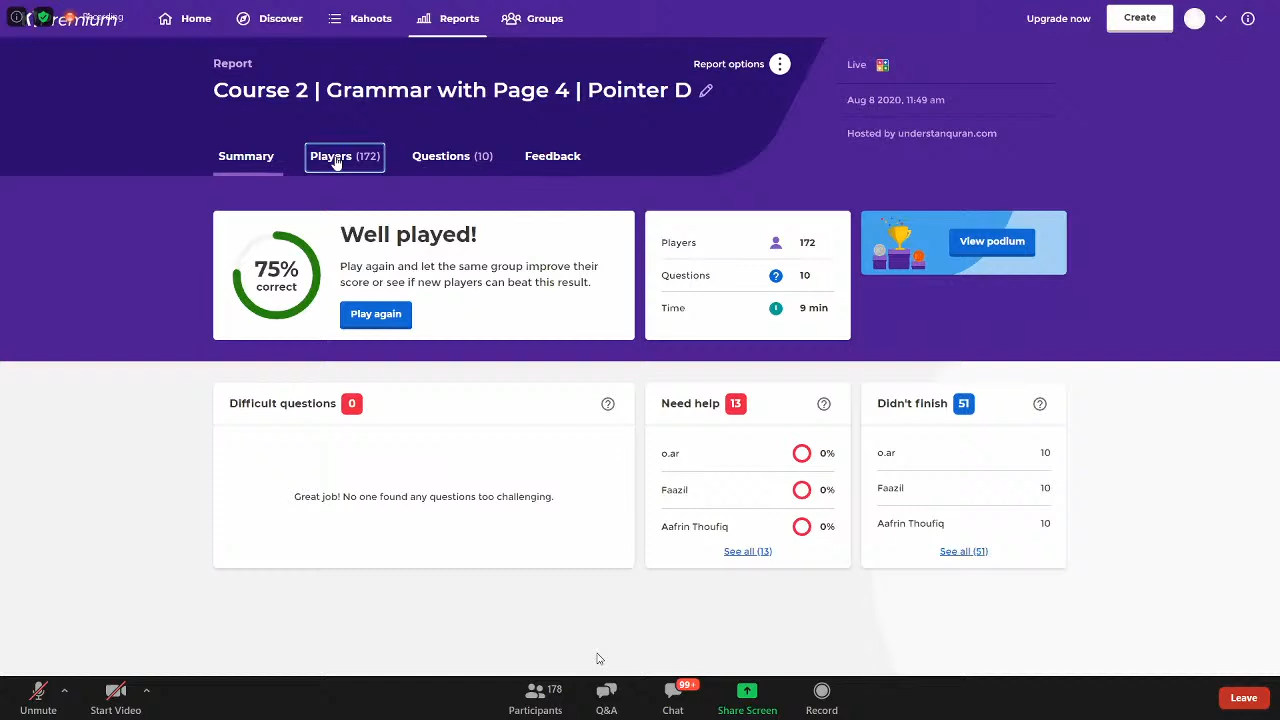 Premium
Home
Discover
Kahoots
Reports
Groups
Upgrade now
Create
Report
Report options
Course 2 | Grammar with Page 4 | Pointer D
Live
Aug 8 2020, 11:49 am
Hosted by understanquran.com
Summary
Players (172)
Questions (10)
Feedback
75%
correct
Well played!
Play again and let the same group improve their
score or see if new players can beat this result.
Play again
Players 172
Questions 10
Time 9 min
View podium
Difficult questions 0
Great job! No one found any questions too challenging.
Need help 13
o.ar 0%
Faazil 0%
Aafrin Thoufiq 0%
See all (13)
Didn't finish 51
o.ar 10
Faazil 10
Aafrin Thoufiq 10
See all (51)
Unmute
Start Video
178
Participants
Q&A
99+
Chat
Share Screen
Record
Leave